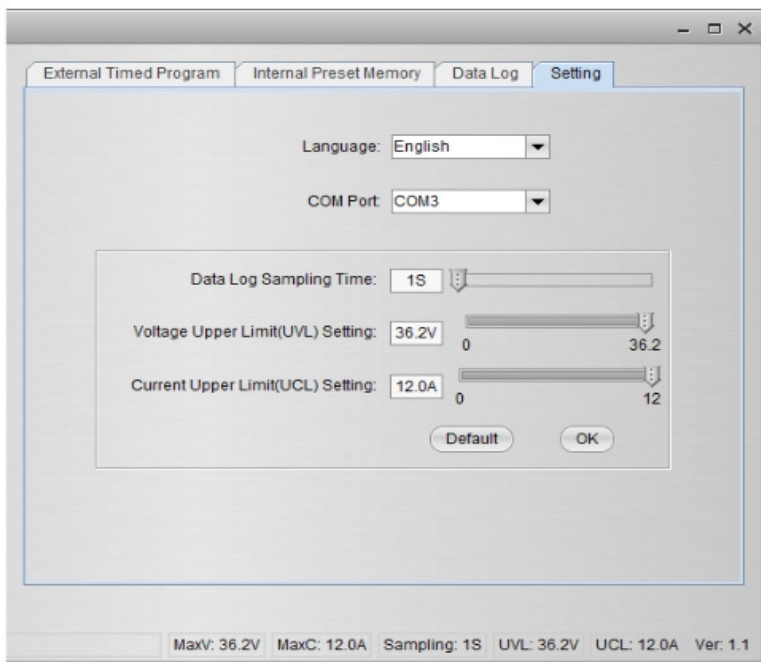 External Timed Program Internal Preset Memory Data Log Setting
Language: English
COM Port: COM3
Data Log Sampling Time: 1S
Voltage Upper Limit(UVL) Setting: 36.2V
0 36.2
Current Upper Limit(UCL) Setting: 12.0A
0 12
Default OK
MaxV: 36.2V MaxC: 12.0A Sampling: 1S UVL: 36.2V UCL: 12.0A Ver: 1.1